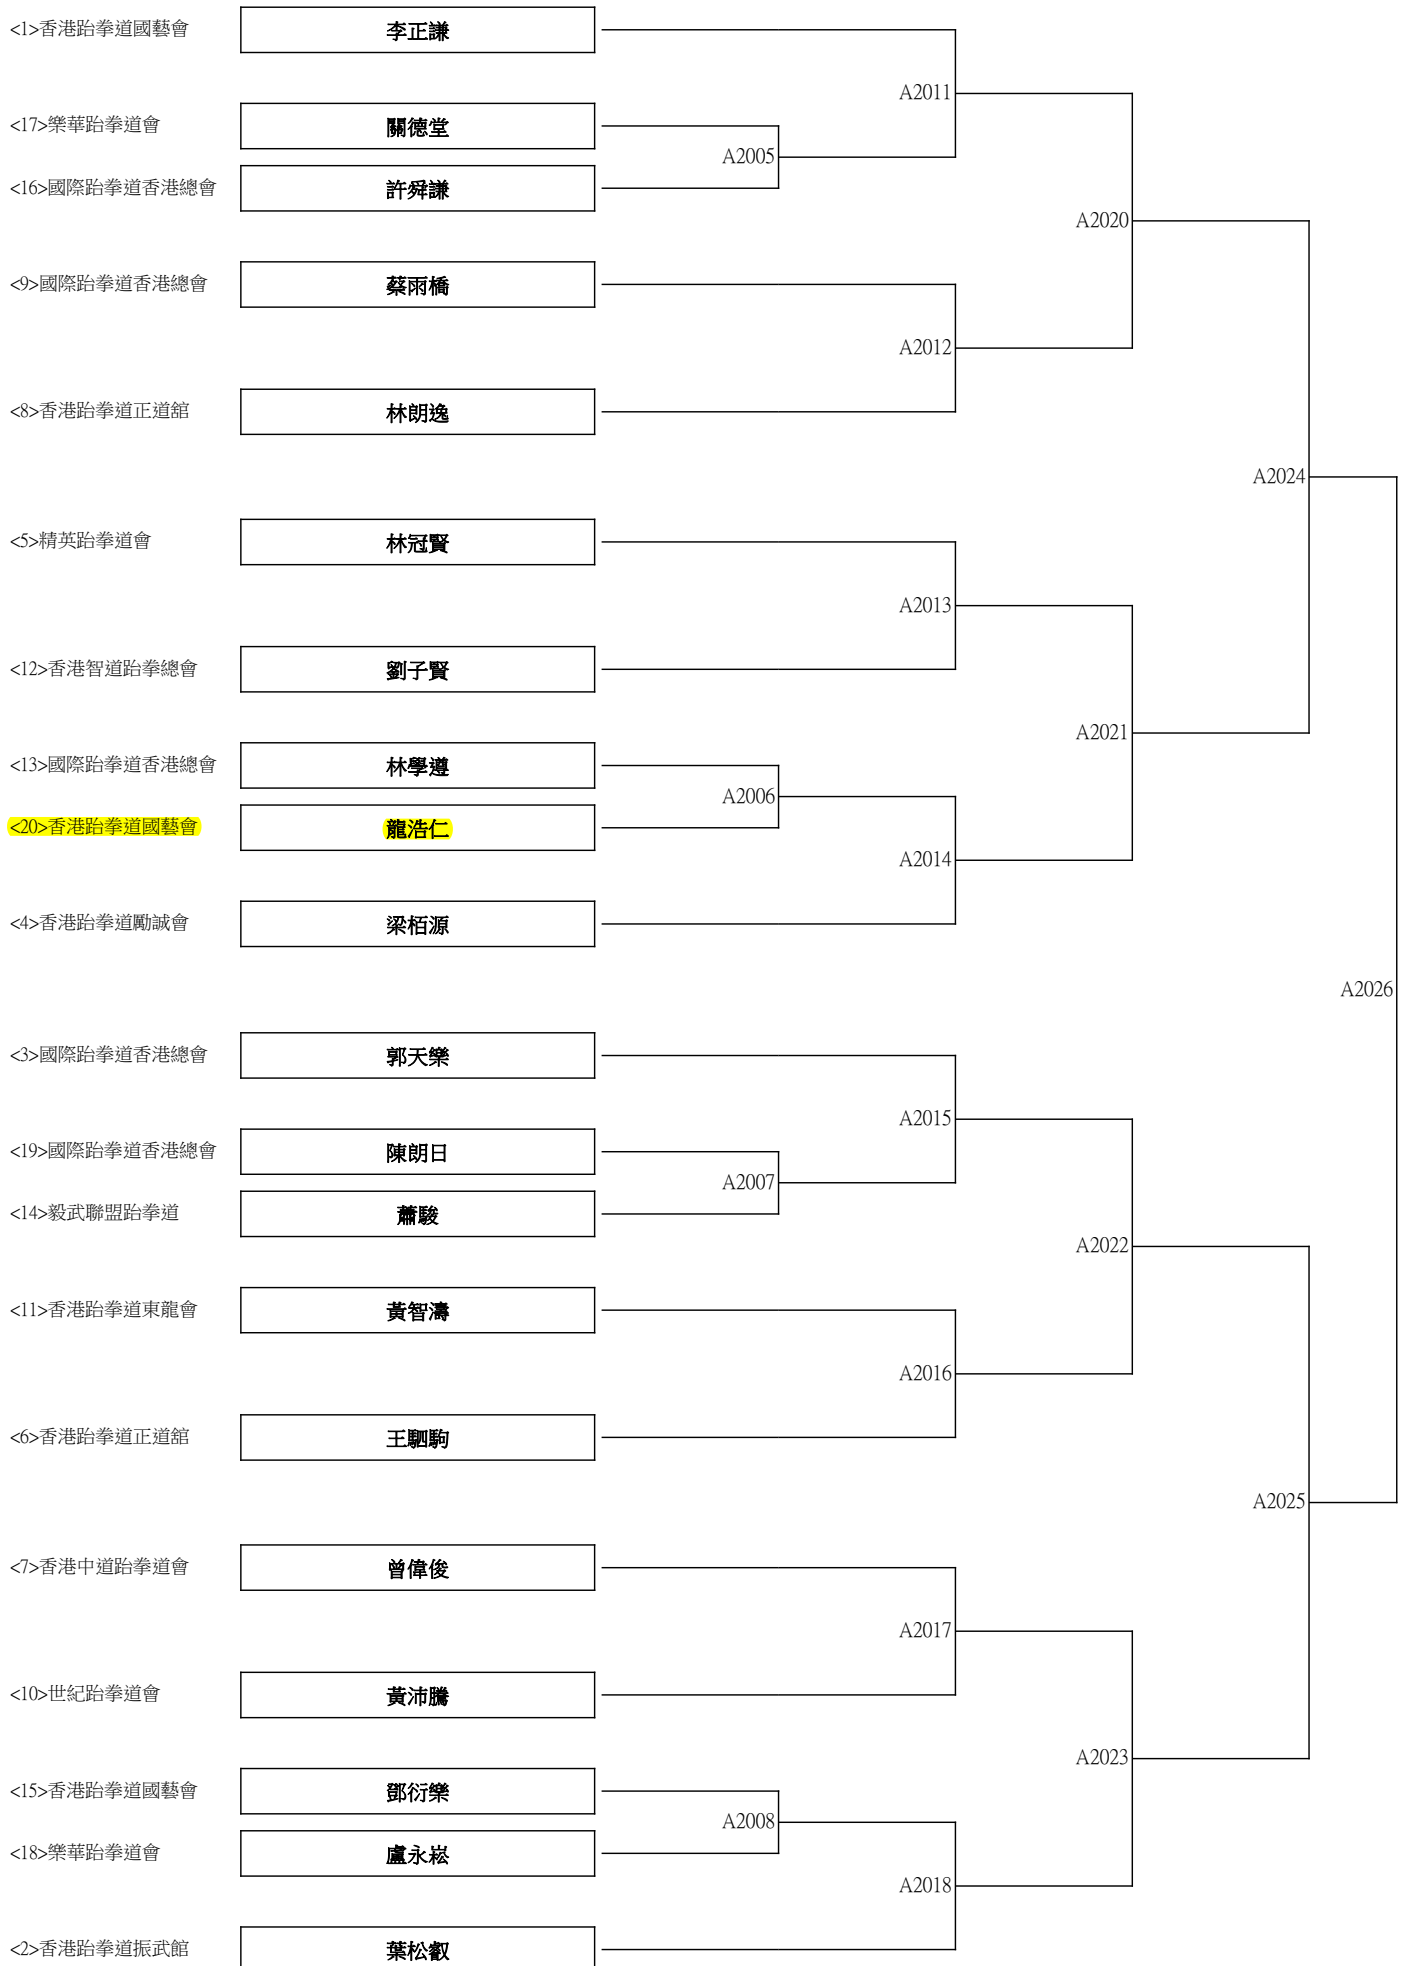 <1>香港跆拳道國藝會 李正謙
A2011
<17>樂華跆拳道會 關德堂
A2005
<16>國際跆拳道香港總會 許舜謙
A2020
<9>國際跆拳道香港總會 蔡雨橋
A2012
<8>香港跆拳道正道舘 林朗逸
A2024
<5>精英跆拳道會 林冠賢
A2013
<12>香港智道跆拳總會 劉子賢
A2021
<13>國際跆拳道香港總會 林學遵
A2006
<20>香港跆拳道國藝會 龍浩仁
A2014
<4>香港跆拳道勵誠會 梁栢源
A2026
<3>國際跆拳道香港總會 郭天樂
A2015
<19>國際跆拳道香港總會 陳朗日
A2007
<14>毅武聯盟跆拳道 蕭駿
A2022
<11>香港跆拳道東龍會 黃智濤
A2016
<6>香港跆拳道正道舘 王駟駒
A2025
<7>香港中道跆拳道會 曾偉俊
A2017
<10>世紀跆拳道會 黃沛騰
A2023
<15>香港跆拳道國藝會 鄧衍樂
A2008
<18>樂華跆拳道會 盧永崧
A2018
<2>香港跆拳道振武館 葉松叡